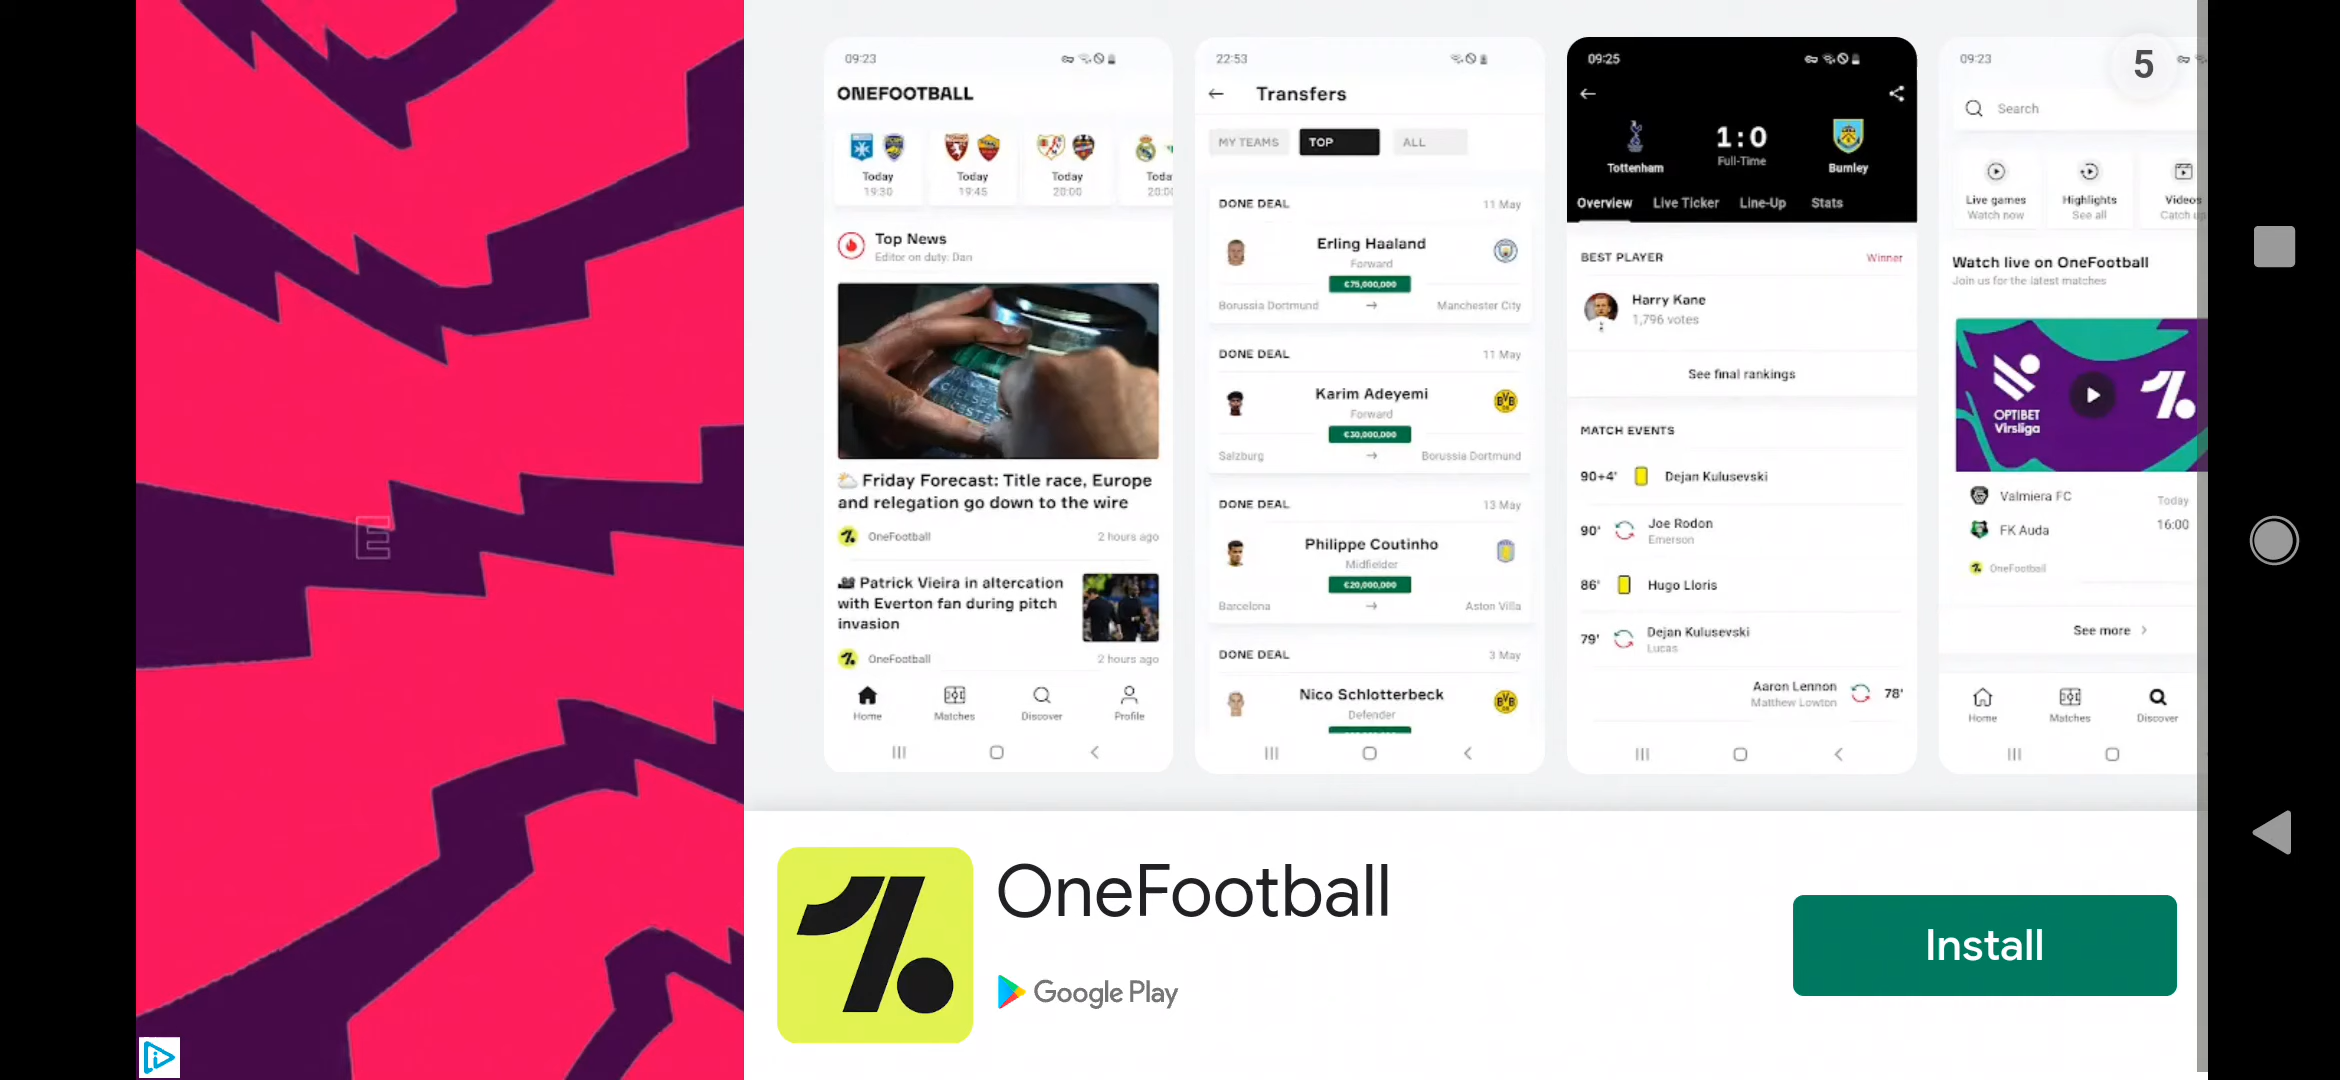 E
09:23
ONEFOOTBALL
Today
19:30
Today
19:45
Today
20:00
Top News
Editor on duty: Dan
CHELSEA
Friday Forecast: Title race, Europe
and relegation go down to the wire
OneFootball
2 hours ago
Patrick Vieira in altercation
with Everton fan during pitch
invasion
OneFootball
2 hours ago
Home
Matches
Discover
Profile
22:53
Transfers
MY TEAMS
TOP
ALL
DONE DEAL
11 May
Erling Haaland
Forward
€75,000,000
Borussia Dortmund
Manchester City
DONE DEAL
11 May
Karim Adeyemi
Forward
€30,000,000
Salzburg
Borussia Dortmund
DONE DEAL
13 May
Philippe Coutinho
Midfielder
€20,000,000
Barcelona
Aston Villa
DONE DEAL
3 May
Nico Schlotterbeck
Defender
09:25
1:0
Full-Time
Tottenham
Burnley
Overview
Live Ticker
Line-Up
Stats
BEST PLAYER
Winner
Harry Kane
1,796 votes
See final rankings
MATCH EVENTS
90+4'
Dejan Kulusevski
90'
Joe Rodon
Emerson
86'
Hugo Lloris
79'
Dejan Kulusevski
Lucas
Aaron Lennon
Matthew Lowton
78'
09:23
5
Search
Live games
Watch now
Highlights
See all
Videos
Catch
Watch live on OneFootball
Join us for the latest matches
OPTIBET
Virsliga
Valmiera FC
Today
FK Auda
16:00
OneFootball
See more
Home
Matches
Discover
OneFootball
Google Play
Install